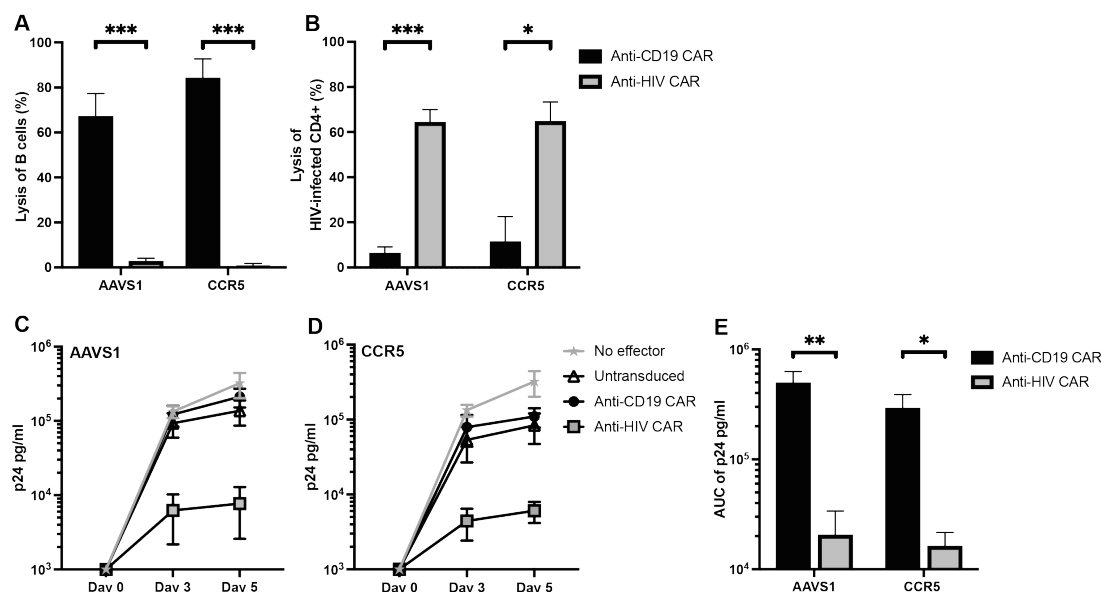 A
Lysis of B cells (%)
100
80
60
40
20
0
***
***
AAVS1
CCR5
B
Lysis of
HIV-infected CD4+ (%)
100
80
60
40
20
0
***
*
AAVS1
CCR5
Anti-CD19 CAR
Anti-HIV CAR
C
AAVS1
p24 pg/ml
10⁶
10⁵
10⁴
10³
Day 0
Day 3
Day 5
D
CCR5
p24 pg/ml
10⁶
10⁵
10⁴
10³
Day 0
Day 3
Day 5
No effector
Untransduced
Anti-CD19 CAR
Anti-HIV CAR
E
AUC of p24 pg/ml
10⁶
10⁵
10⁴
**
*
AAVS1
CCR5
Anti-CD19 CAR
Anti-HIV CAR